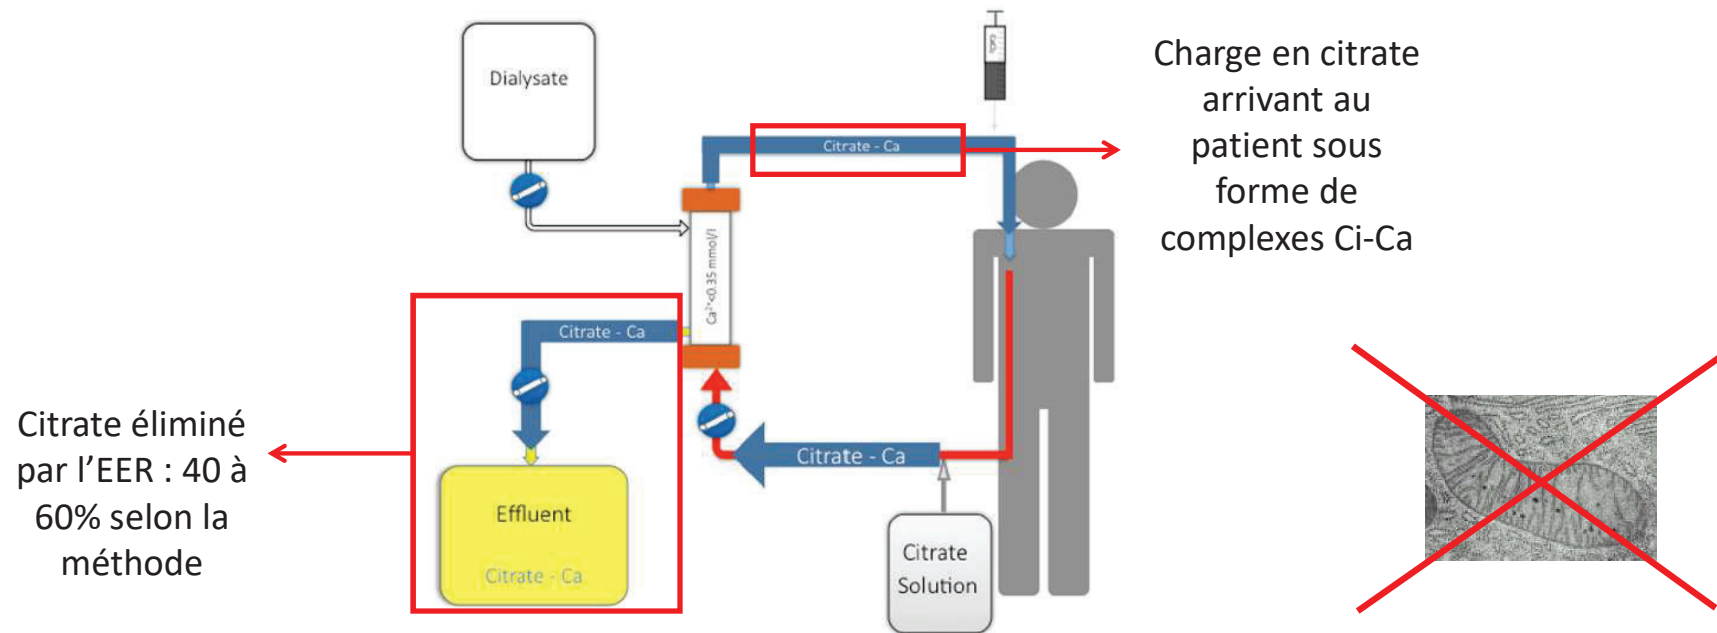 Dialysate
CaCl₂
Charge en citrate
arrivant au
patient sous
forme de
complexes Ci-Ca
Citrate - Ca
Ca²⁺<0.35 mmol/l
Citrate - Ca
Citrate éliminé
par l’EER : 40 à
60% selon la
méthode
Citrate - Ca
Effluent
Citrate - Ca
Citrate
Solution